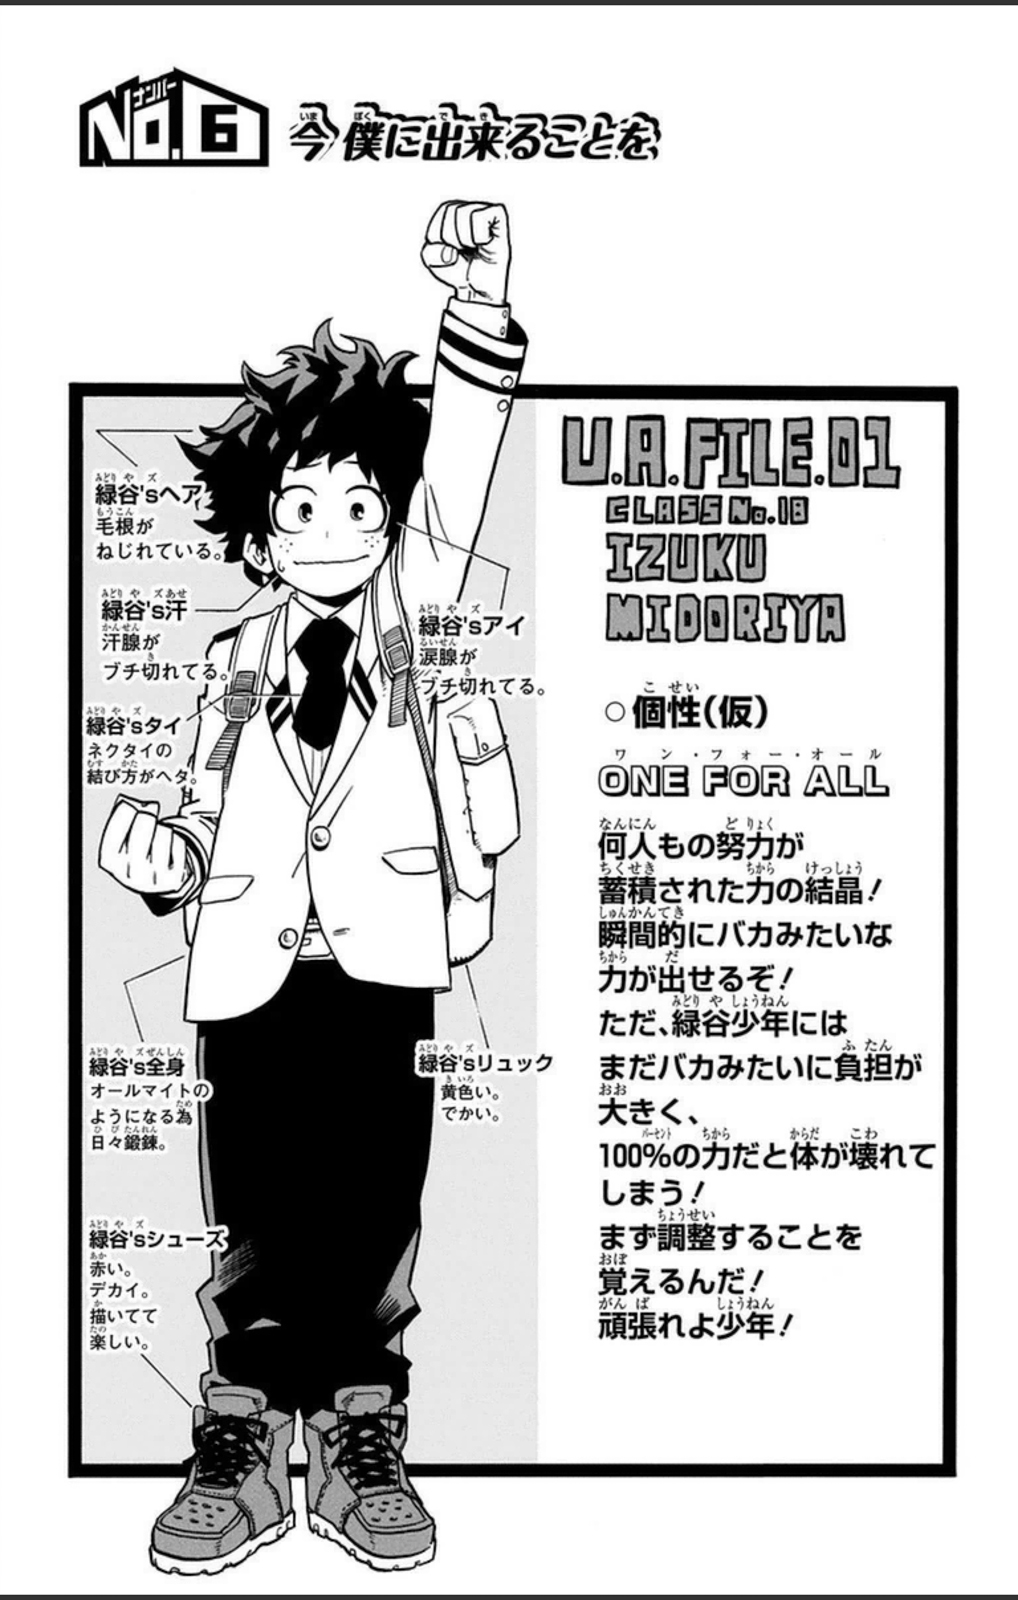 No.6
今 僕に出来ることを
U.A.FILE.01
CLASS No.18
IZUKU
MIDORIYA
緑谷'sヘア
毛根が
ねじれている。
緑谷's汗
汗腺が
ブチ切れてる。
緑谷'sアイ
涙腺が
ブチ切れてる。
緑谷'sタイ
ネクタイの
結び方がヘタ。
緑谷's全身
オールマイトの
ようになる為
日々鍛錬。
緑谷'sリュック
黄色い。
でかい。
緑谷'sシューズ
赤い。
デカイ。
描いてて
楽しい。
○個性(仮)
ONE FOR ALL
何人もの努力が
蓄積された力の結晶!
瞬間的にバカみたいな
力が出せるぞ!
ただ、緑谷少年には
まだバカみたいに負担が
大きく、
100%の力だと体が壊れて
しまう!
まず調整することを
覚えるんだ!
頑張れよ少年!